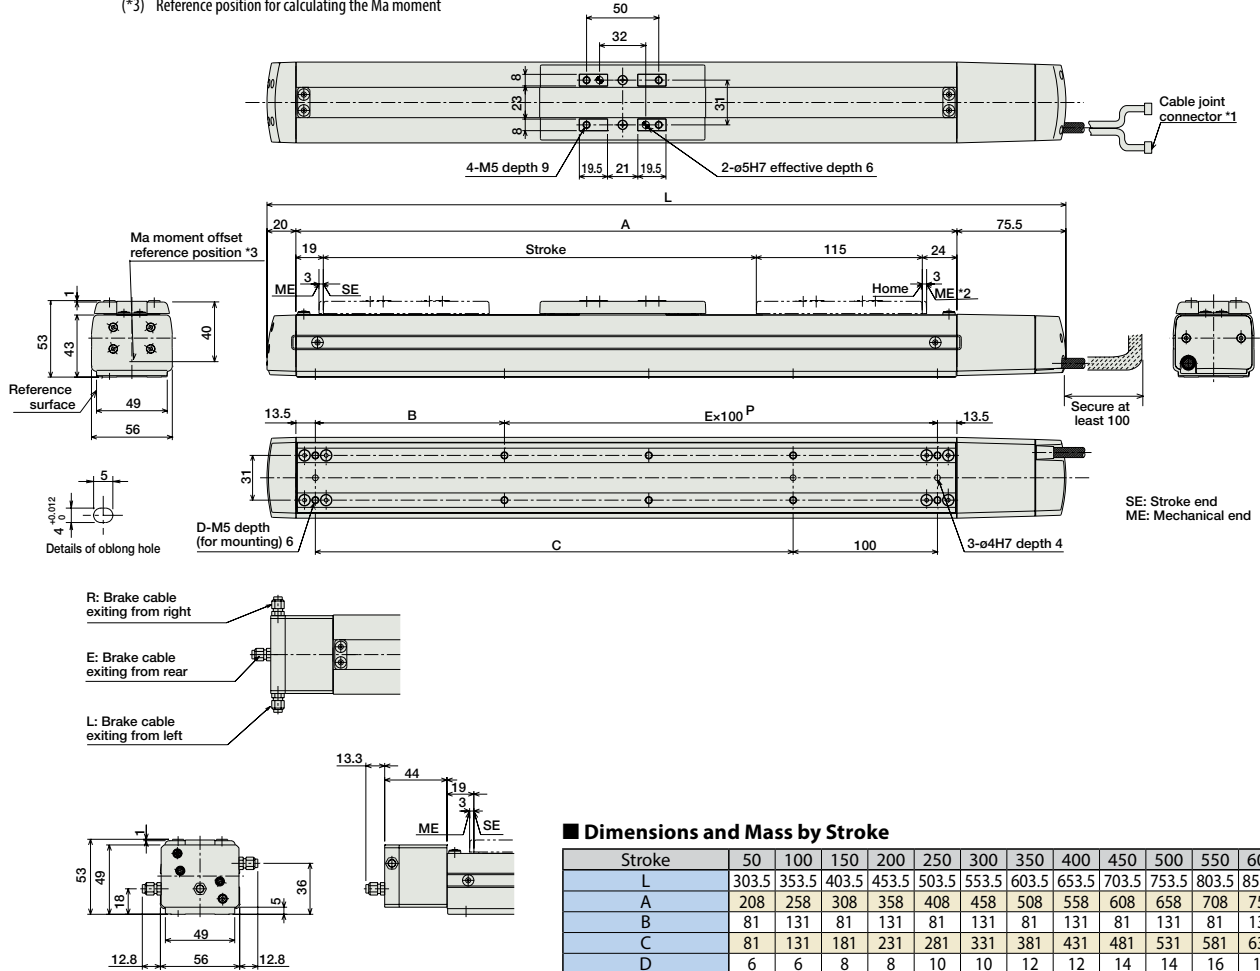 (*3) Reference position for calculating the Ma moment
50
32
8
23
8
31
Cable joint
connector *1
4-M5 depth 9
19.5
21
19.5
2-ø5H7 effective depth 6
L
20
A
75.5
Ma moment offset
reference position *3
19
Stroke
115
24
3
ME
SE
Home
3
ME *2
1
53
43
40
Reference
surface
49
56
Secure at
least 100
13.5
B
E×100
P
13.5
31
5
4 +0.012 0
Details of oblong hole
D-M5 depth
(for mounting) 6
C
100
3-ø4H7 depth 4
SE: Stroke end
ME: Mechanical end
R: Brake cable
exiting from right
E: Brake cable
exiting from rear
L: Brake cable
exiting from left
13.3
44
19
3
ME
SE
1
53
49
18
5
36
49
12.8
56
12.8
■ Dimensions and Mass by Stroke
Stroke 50 100 150 200 250 300 350 400 450 500 550
L 303.5 353.5 403.5 453.5 503.5 553.5 603.5 653.5 703.5 753.5 803.5
A 208 258 308 358 408 458 508 558 608 658 708
B 81 131 81 131 81 131 81 131 81 131 81
C 81 131 181 231 281 331 381 431 481 531 581
D 6 6 8 8 10 10 12 12 14 14 16